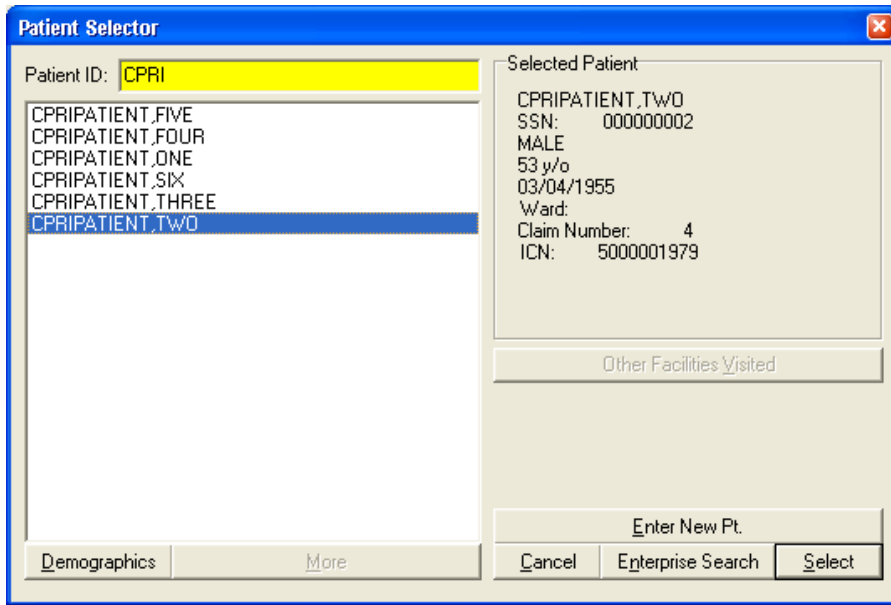 Patient Selector
Patient ID: CPRI
CPRIPATIENT,FIVE
CPRIPATIENT,FOUR
CPRIPATIENT,ONE
CPRIPATIENT,SIX
CPRIPATIENT,THREE
CPRIPATIENT,TWO
Demographics More
Selected Patient
CPRIPATIENT,TWO
SSN: 000000002
MALE
53 y/o
03/04/1955
Ward:
Claim Number: 4
ICN: 5000001979
Other Facilities Visited
Enter New Pt.
Cancel Enterprise Search Select